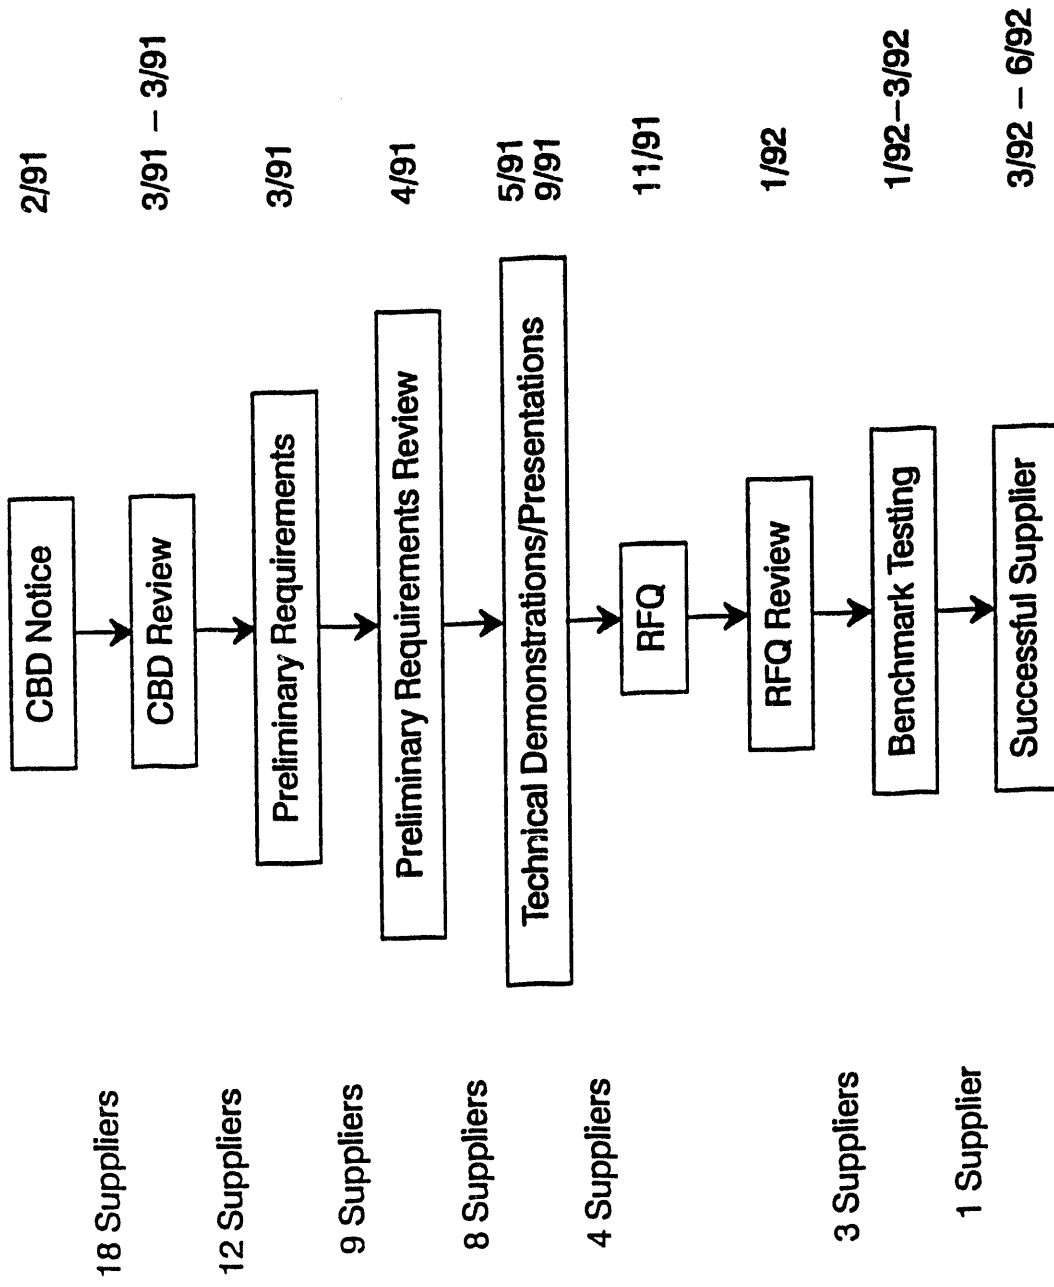 CBD Notice
2/91
18 Suppliers
CBD Review
3/91 – 3/91
12 Suppliers
Preliminary Requirements
3/91
9 Suppliers
Preliminary Requirements Review
4/91
8 Suppliers
Technical Demonstrations/Presentations
5/91
9/91
4 Suppliers
RFQ
11/91
RFQ Review
1/92
3 Suppliers
Benchmark Testing
1/92–3/92
1 Supplier
Successful Supplier
3/92 – 6/92